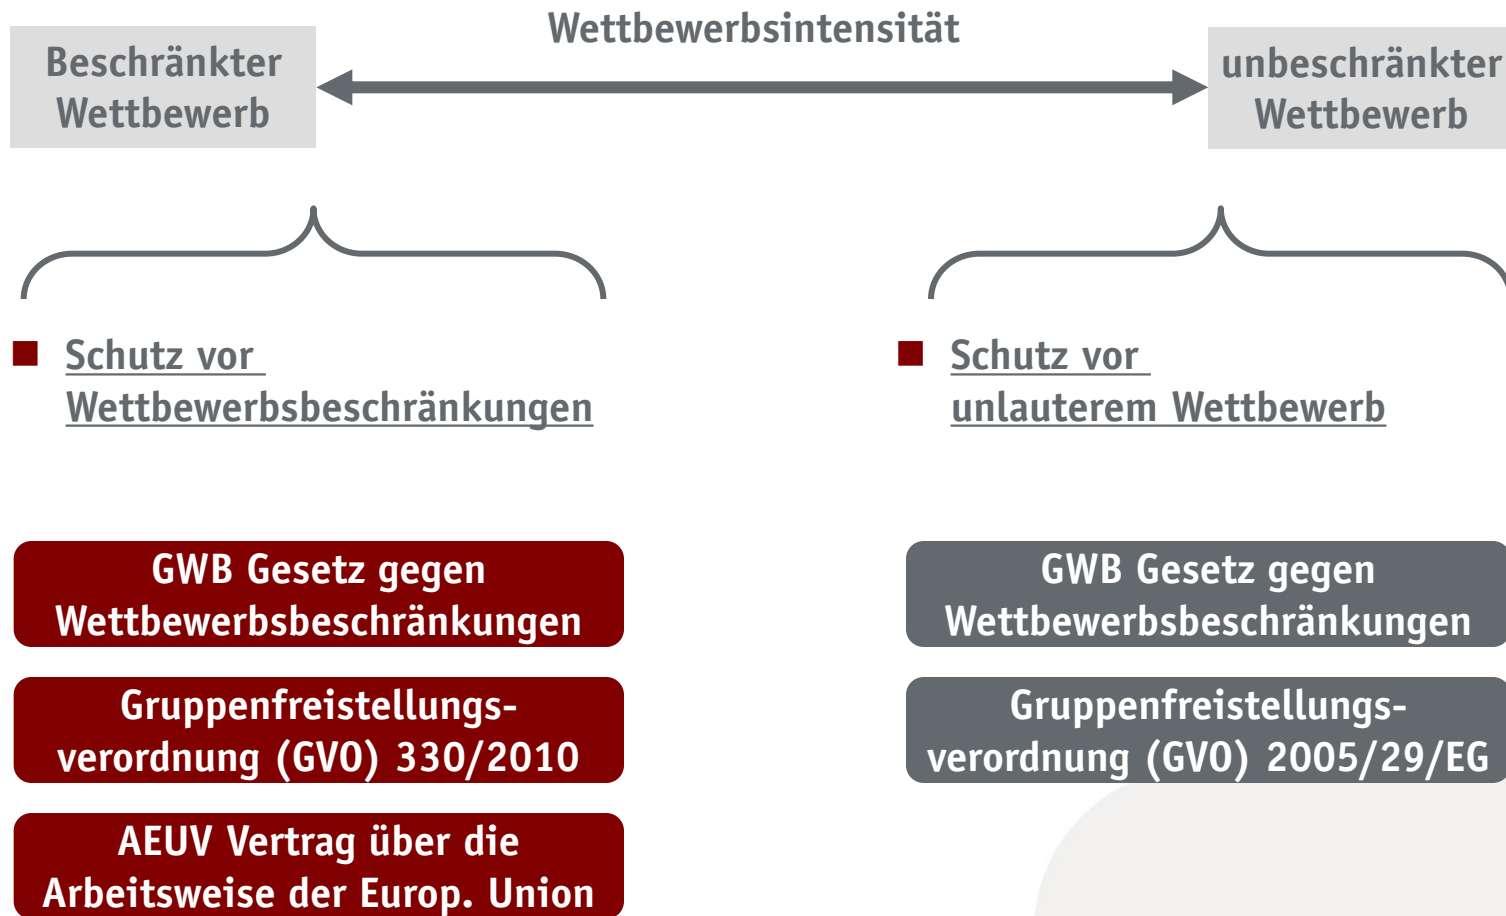 Wettbewerbsintensität
Beschränkter
Wettbewerb
unbeschränkter
Wettbewerb
Schutz vor
Wettbewerbsbeschränkungen
Schutz vor
unlauterem Wettbewerb
GWB Gesetz gegen
Wettbewerbsbeschränkungen
Gruppenfreistellungs-
verordnung (GVO) 330/2010
AEUV Vertrag über die
Arbeitsweise der Europ. Union
GWB Gesetz gegen
Wettbewerbsbeschränkungen
Gruppenfreistellungs-
verordnung (GVO) 2005/29/EG